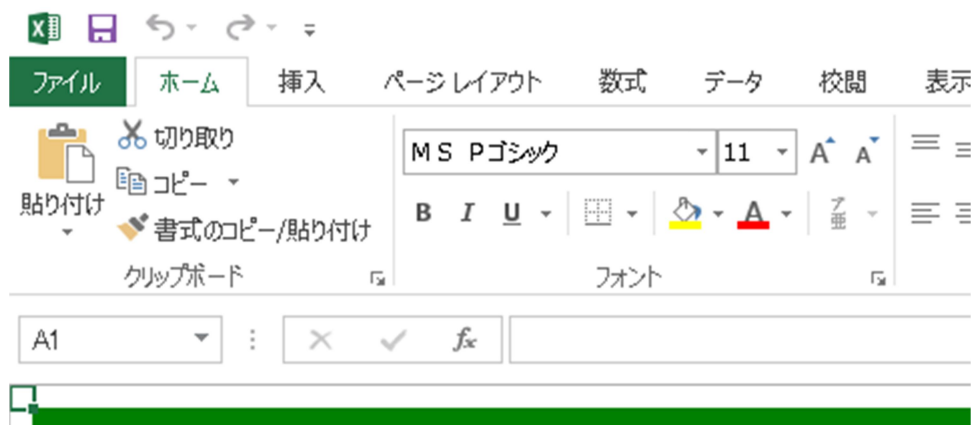 ファイル ホーム 挿入 ページ レイアウト 数式 データ 校閲 表示
切り取り
コピー
貼り付け
書式のコピー/貼り付け
クリップボード
ＭＳ Ｐゴシック 11 A A
B I U A ア亜
フォント
A1 fx